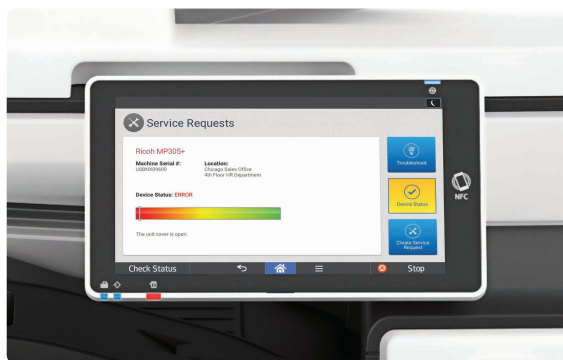 Service Requests
Ricoh MP305+
Machine Serial #:
Location:
Chicago Sales Office
4th Floor HR Department
Device Status: ERROR
The unit cover is open.
Troubleshoot
Device Status
Create Service
Request
NFC
Check Status
Stop